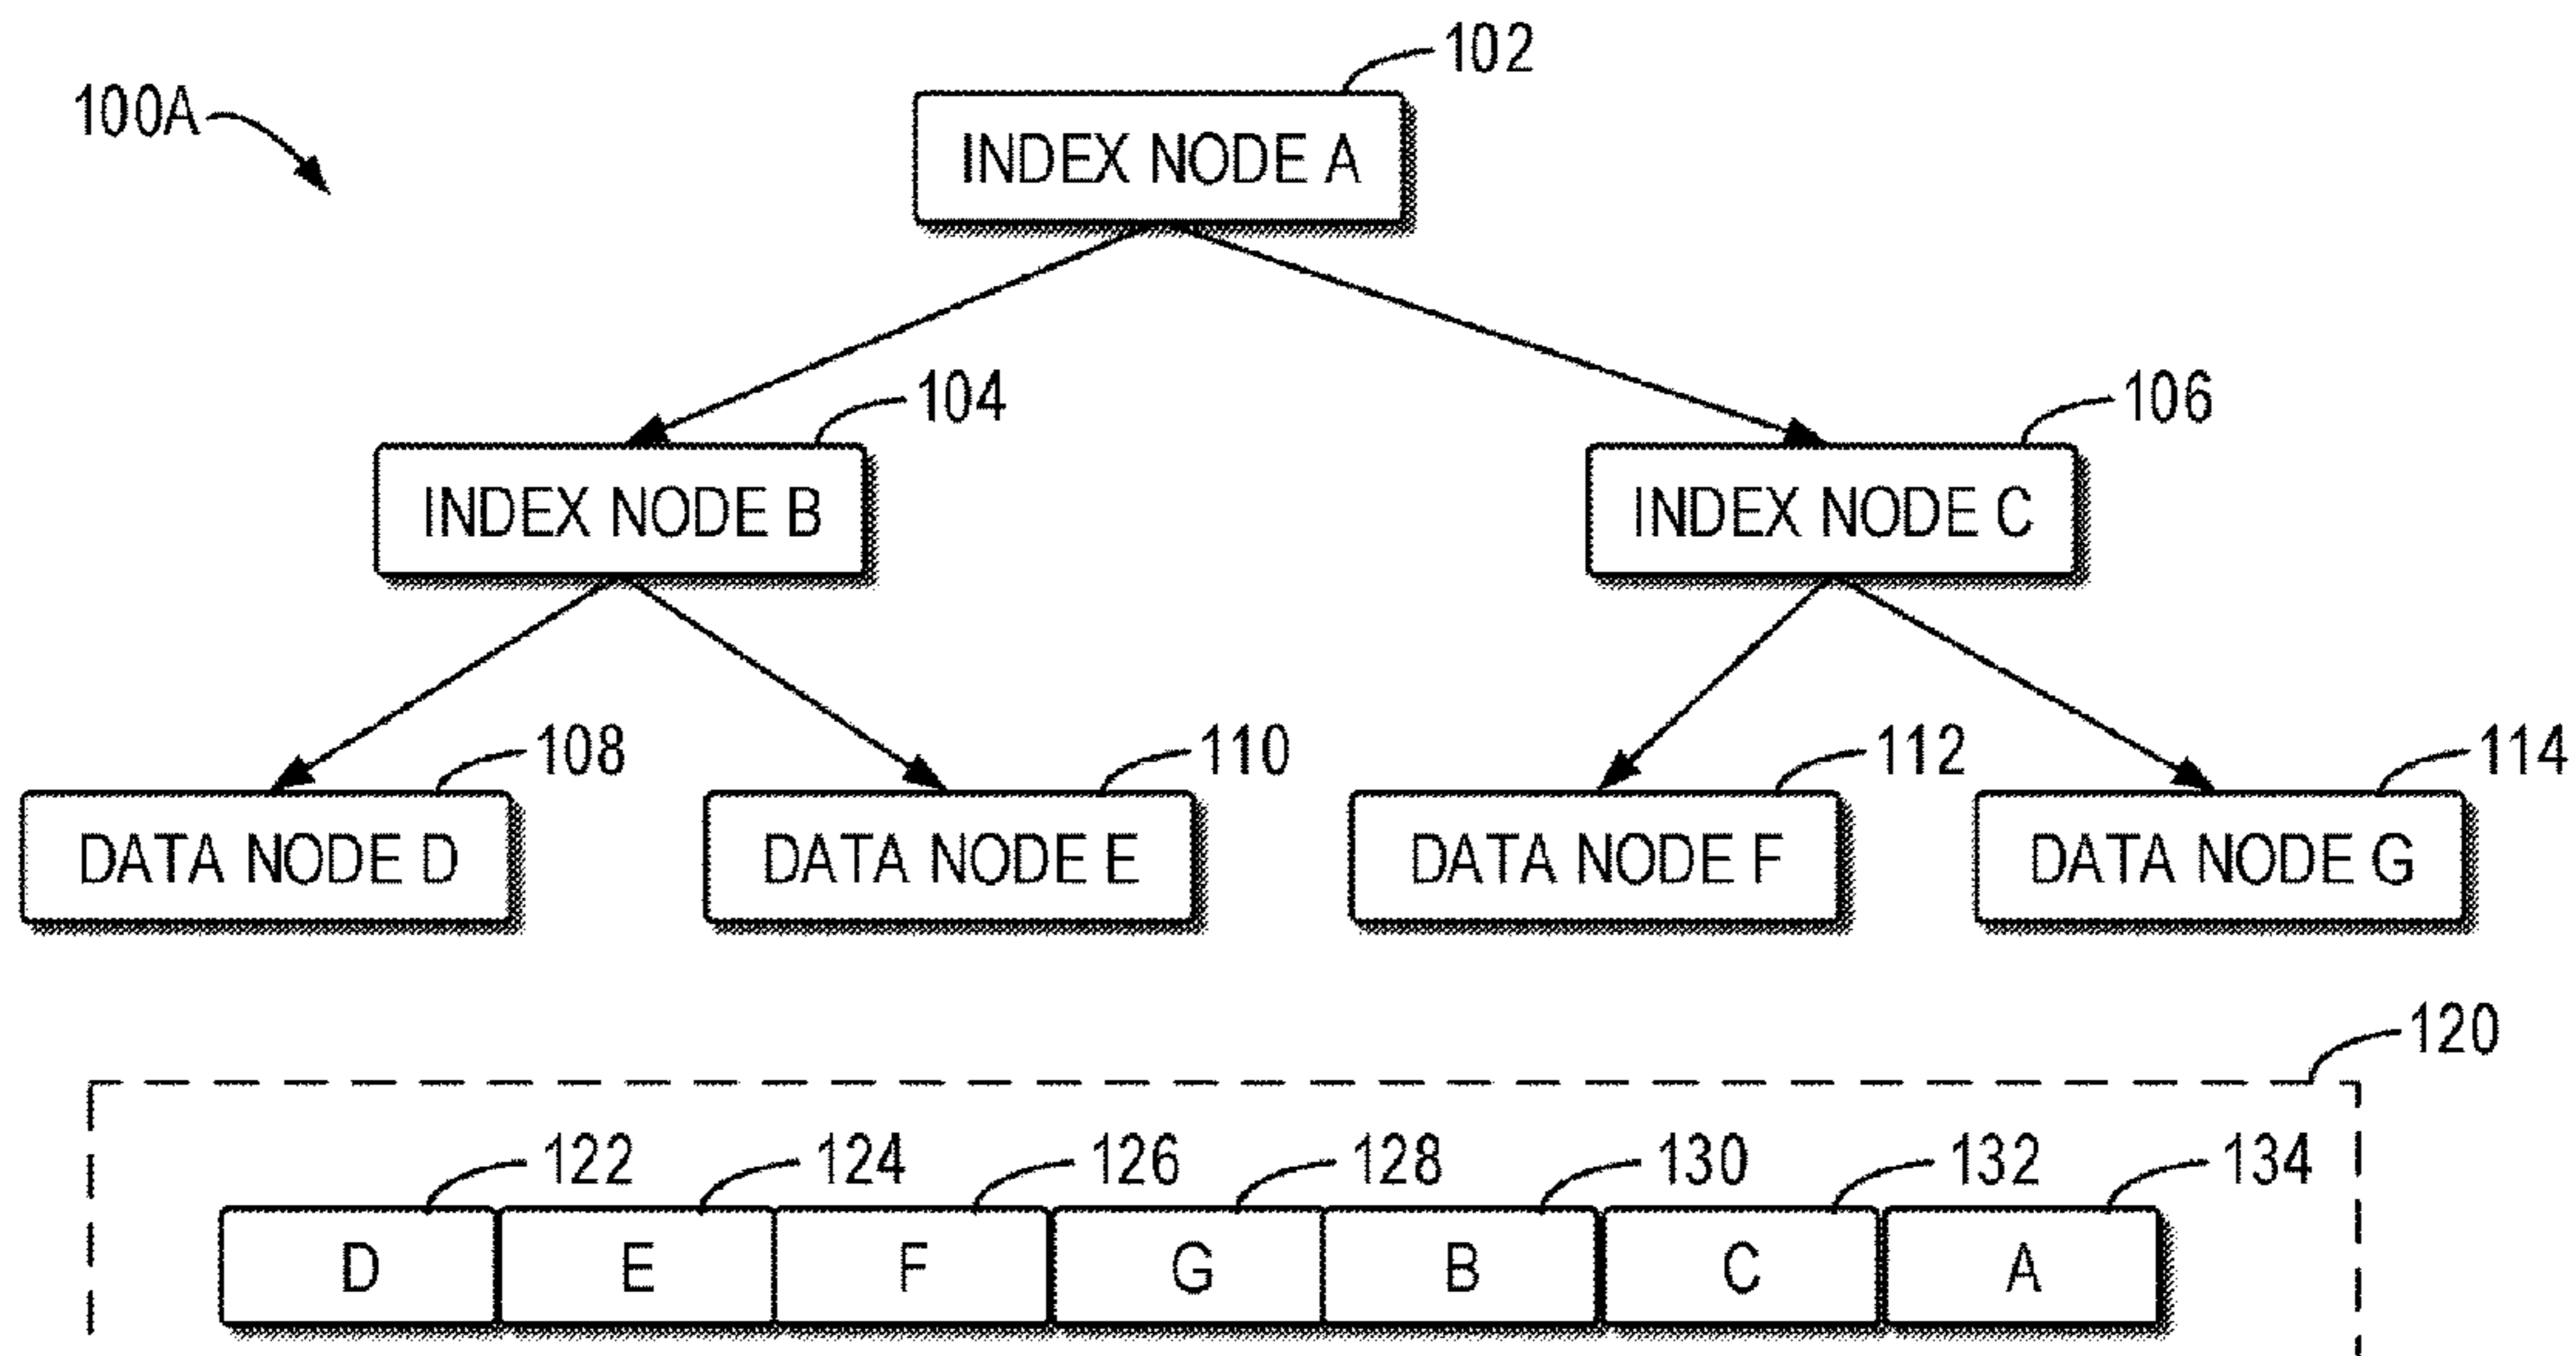 102
100A
INDEX NODE A
104 106
INDEX NODE B INDEX NODE C
108 110 112 114
DATA NODE D DATA NODE E DATA NODE F DATA NODE G
120
122 124 126 128 130 132 134
D E F G B C A